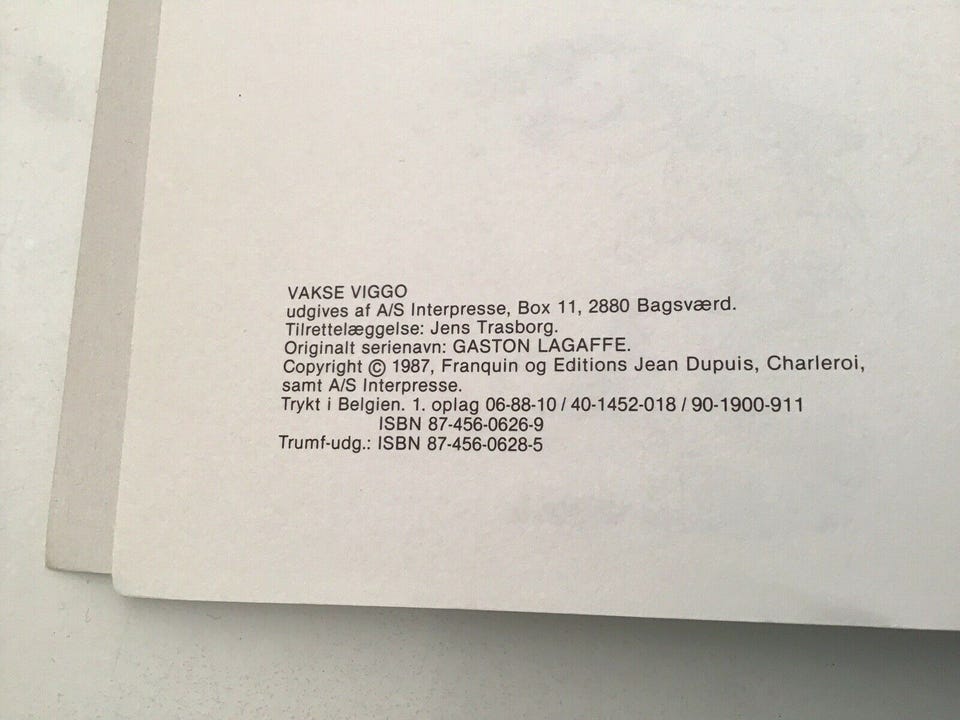 VAKSE VIGGO
udgives af A/S Interpresse, Box 11, 2880 Bagsværd.
Tilrettelæggelse: Jens Trasborg.
Originalt serienavn: GASTON LAGAFFE.
Copyright © 1987, Franquin og Editions Jean Dupuis, Charleroi,
samt A/S Interpresse.
Trykt i Belgien. 1. oplag 06-88-10 / 40-1452-018 / 90-1900-911
ISBN 87-456-0626-9
Trumf-udg.: ISBN 87-456-0628-5